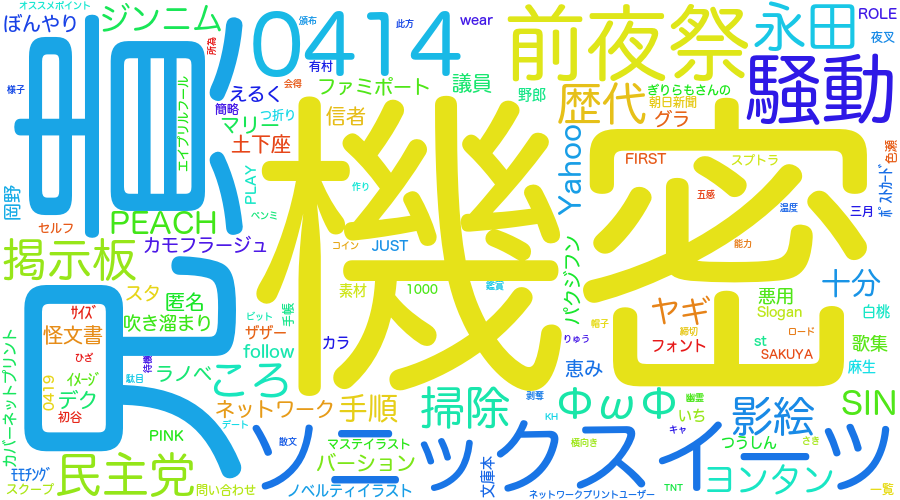 オススメポイント
ぼんやり
ジンニム
頒布
此方
wear
ROLE
所為
有村
0414
前夜祭
永田
夜叉
様子
エイプリルフール
会得
ファミポート
議員
野郎
ぎりらもさんの
朝日新聞
騒動
えるく
簡略
つ折り
マリー
信者
歴代
グラ
土下座
Yahoo
FIRST
スプトラ
色瀬
岡野
PLAY
作り
五感
ﾎﾟｽﾄｶｰﾄﾞ
セルフ
PEACH
ベンミ
機密
温度
三月
カモフラージュ
コイン
JUST
パクジフン
能力
掲示板
素材
1000
鑑賞
十分
スタ
匿名
手帳
ヤギ
悪用
Slogan
白桃
ｻｲｽﾞ
吹き溜まり
ビット
帽子
怪文書
ザザー
カラ
りゅう
締切
ロード
フォント
st
歌集
ひざ
follow
SAKUYA
麻生
カバーネットプリント
ｲﾒｰｼﾞ
駄目
ラノベ
ころ
恵み
0419
デク
剥奪
幽霊
初谷
ネットワーク
手順
掃除
KH
ΦωΦ
いち
影絵
SIN
デート
PINK
散文
マステイラスト
キャ
つうしん
さき
横向き
ソニックスイーツ
ﾓﾓﾁﾝｸﾞ
民主党
バージョン
文庫本
ヨンタン
スクープ
問い合わせ
ノベルティイラスト
ネットワークプリントユーザー
TNT
一覧